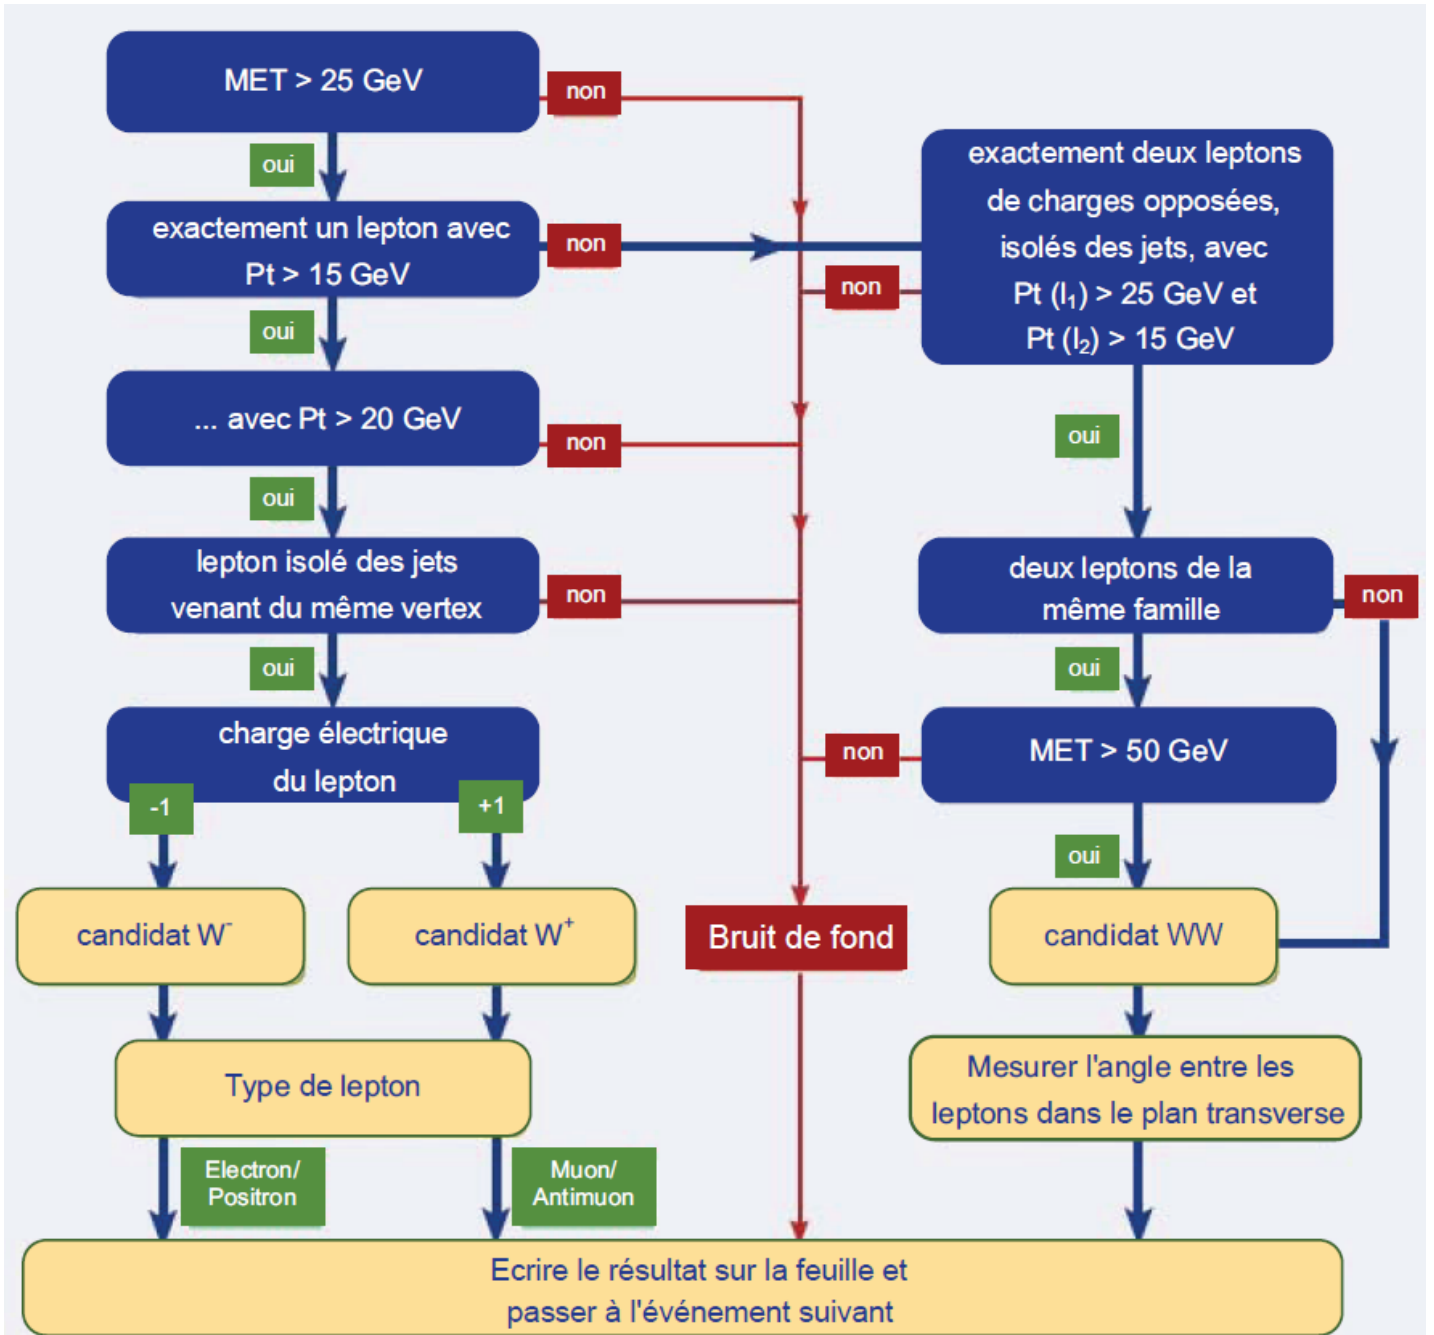 MET > 25 GeV
non
oui
exactement un lepton avec
Pt > 15 GeV
non
oui
... avec Pt > 20 GeV
non
oui
lepton isolé des jets
venant du même vertex
non
oui
charge électrique
du lepton
-1
+1
candidat W⁻
candidat W⁺
Type de lepton
Electron/
Positron
Muon/
Antimuon
exactement deux leptons
de charges opposées,
isolés des jets, avec
Pt (l₁) > 25 GeV et
Pt (l₂) > 15 GeV
non
oui
deux leptons de la
même famille
non
oui
MET > 50 GeV
non
oui
Bruit de fond
candidat WW
Mesurer l'angle entre les
leptons dans le plan transverse
Ecrire le résultat sur la feuille et
passer à l'événement suivant